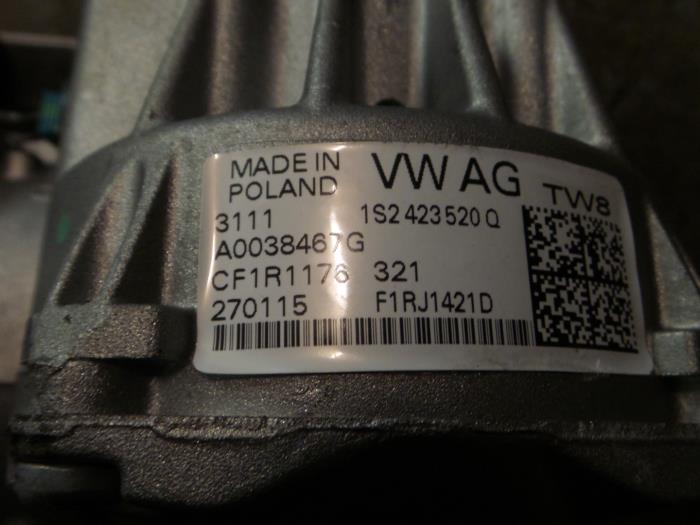 MADE IN VW AG TW8
POLAND
3111 1S2 423 520 Q
A0038467G
CF1R1176 321
270115 F1RJ1421D